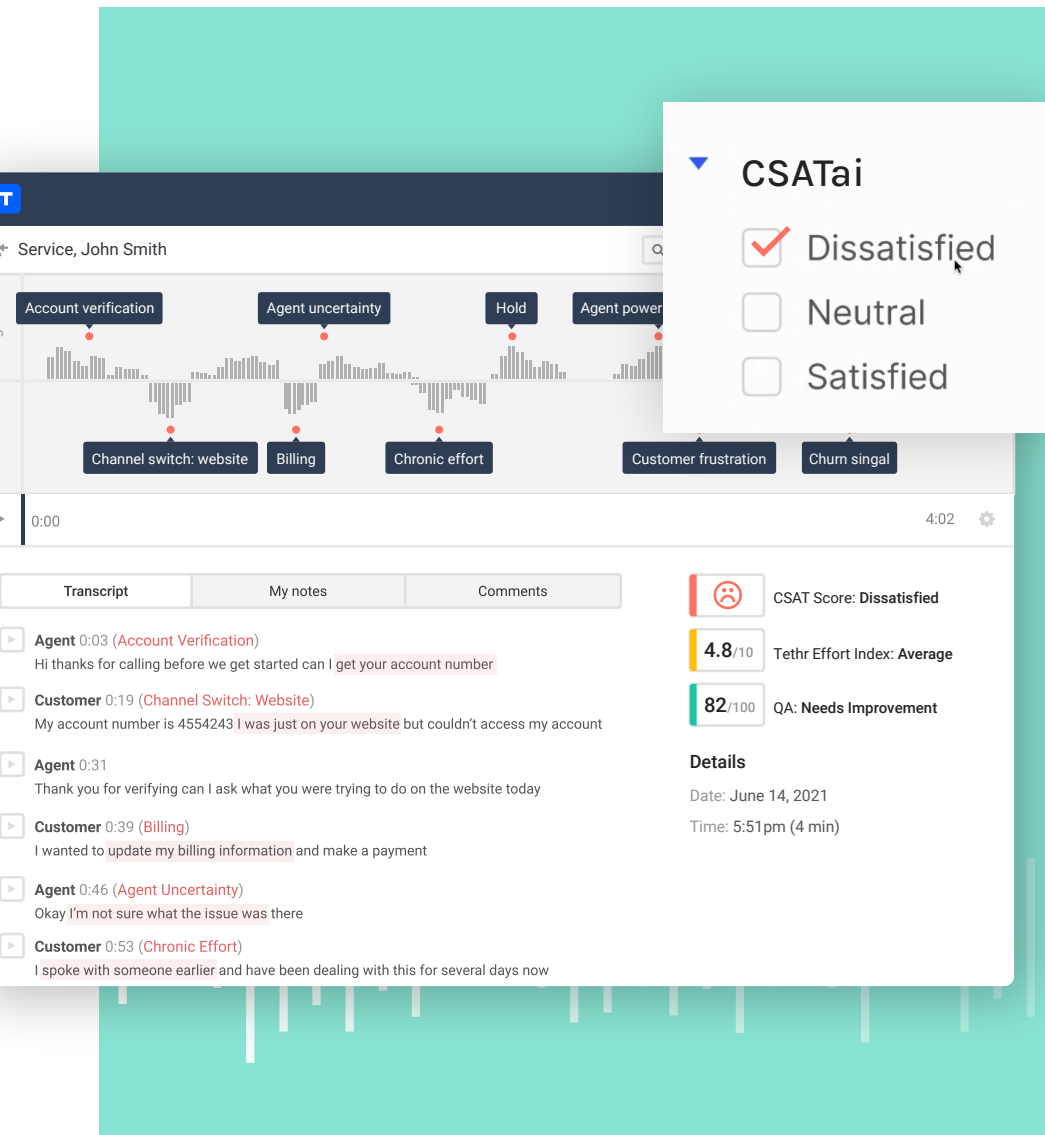 CSATai
Dissatisfied
Neutral
Satisfied
T
Service, John Smith
Account verification
Agent uncertainty
Hold
Agent power
Channel switch: website
Billing
Chronic effort
Customer frustration
Churn singal
0:00
4:02
Transcript
My notes
Comments
Agent 0:03 (Account Verification)
Hi thanks for calling before we get started can I get your account number
Customer 0:19 (Channel Switch: Website)
My account number is 4554243 I was just on your website but couldn't access my account
Agent 0:31
Thank you for verifying can I ask what you were trying to do on the website today
Customer 0:39 (Billing)
I wanted to update my billing information and make a payment
Agent 0:46 (Agent Uncertainty)
Okay I'm not sure what the issue was there
Customer 0:53 (Chronic Effort)
I spoke with someone earlier and have been dealing with this for several days now
CSAT Score: Dissatisfied
4.8/10 Tethr Effort Index: Average
82/100 QA: Needs Improvement
Details
Date: June 14, 2021
Time: 5:51pm (4 min)